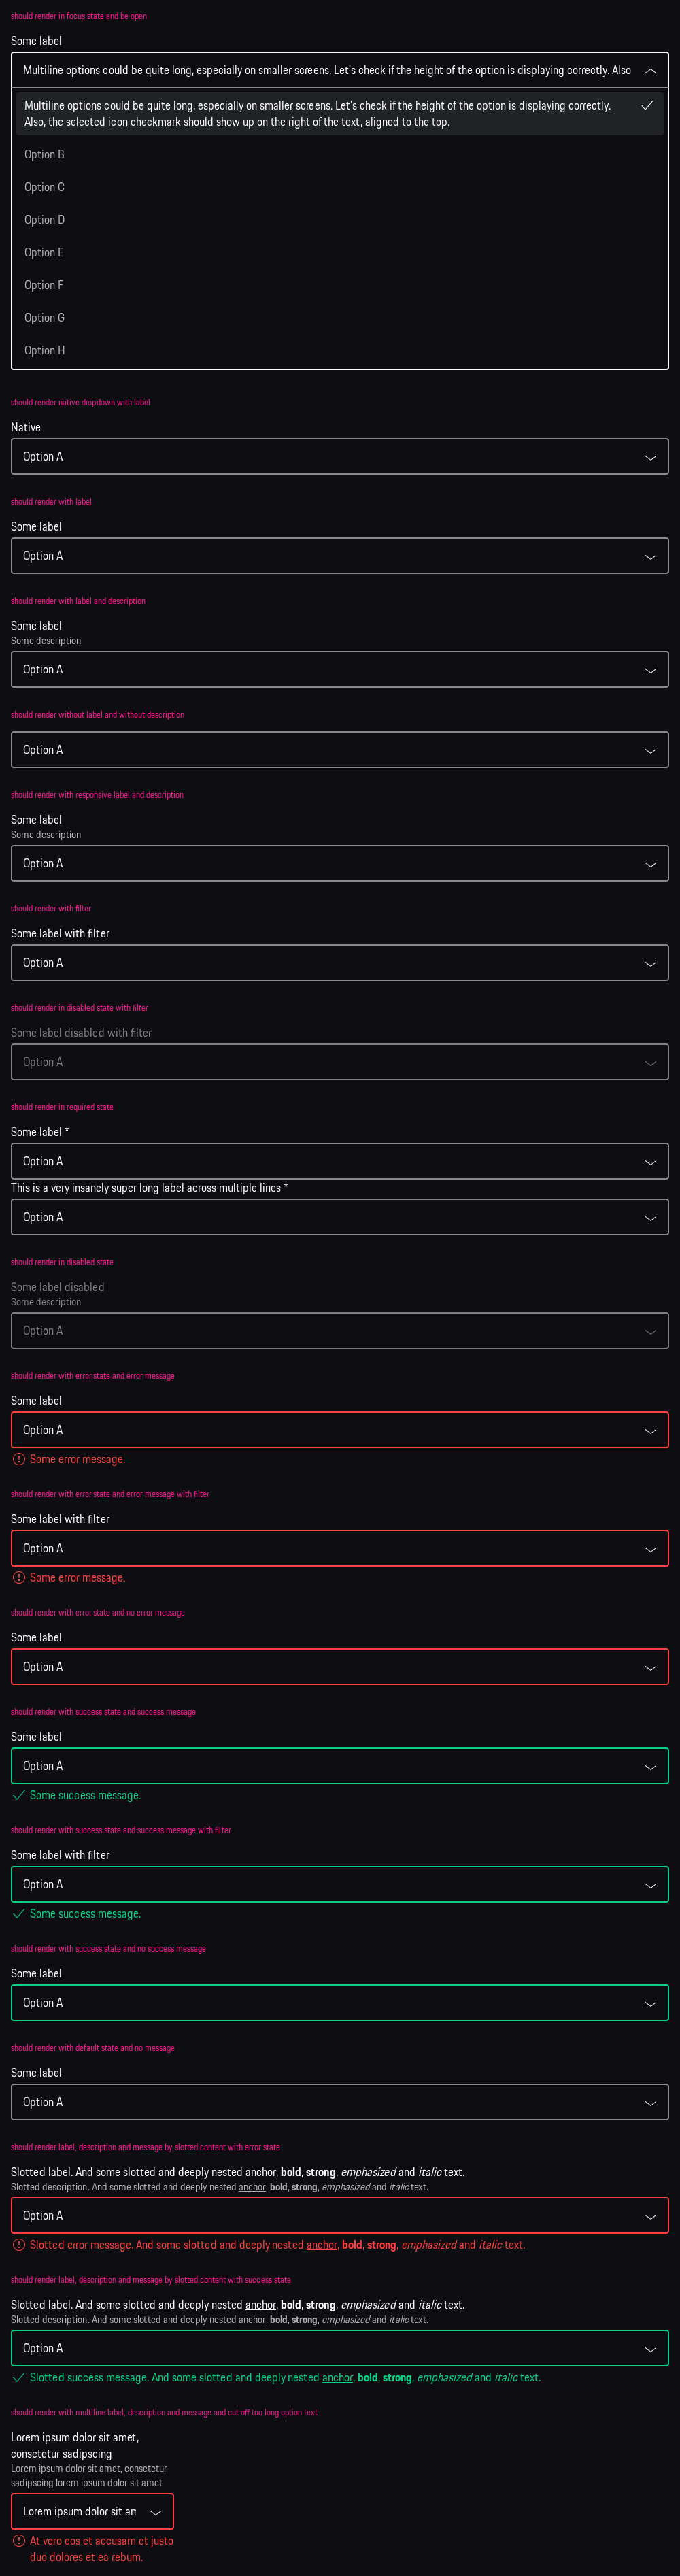 should render in focus state and be open
Some label
Multiline options could be quite long, especially on smaller screens. Let's check if the height of the option is displaying correctly. Also
Multiline options could be quite long, especially on smaller screens. Let's check if the height of the option is displaying correctly.
Also, the selected icon checkmark should show up on the right of the text, aligned to the top.
Option B
Option C
Option D
Option E
Option F
Option G
Option H
should render native dropdown with label
Native
Option A
should render with label
Some label
Option A
should render with label and description
Some label
Some description
Option A
should render without label and without description
Option A
should render with responsive label and description
Some label
Some description
Option A
should render with filter
Some label with filter
Option A
should render in disabled state with filter
Some label disabled with filter
Option A
should render in required state
Some label *
Option A
This is a very insanely super long label across multiple lines *
Option A
should render in disabled state
Some label disabled
Some description
Option A
should render with error state and error message
Some label
Option A
Some error message.
should render with error state and error message with filter
Some label with filter
Option A
Some error message.
should render with error state and no error message
Some label
Option A
should render with success state and success message
Some label
Option A
Some success message.
should render with success state and success message with filter
Some label with filter
Option A
Some success message.
should render with success state and no success message
Some label
Option A
should render with default state and no message
Some label
Option A
should render label, description and message by slotted content with error state
Slotted label. And some slotted and deeply nested anchor, bold, strong, emphasized and italic text.
Slotted description. And some slotted and deeply nested anchor, bold, strong, emphasized and italic text.
Option A
Slotted error message. And some slotted and deeply nested anchor, bold, strong, emphasized and italic text.
should render label, description and message by slotted content with success state
Slotted label. And some slotted and deeply nested anchor, bold, strong, emphasized and italic text.
Slotted description. And some slotted and deeply nested anchor, bold, strong, emphasized and italic text.
Option A
Slotted success message. And some slotted and deeply nested anchor, bold, strong, emphasized and italic text.
should render with multiline label, description and message and cut off too long option text
Lorem ipsum dolor sit amet,
consetetur sadipscing
Lorem ipsum dolor sit amet, consetetur
sadipscing lorem ipsum dolor sit amet
Lorem ipsum dolor sit am
At vero eos et accusam et justo
duo dolores et ea rebum.